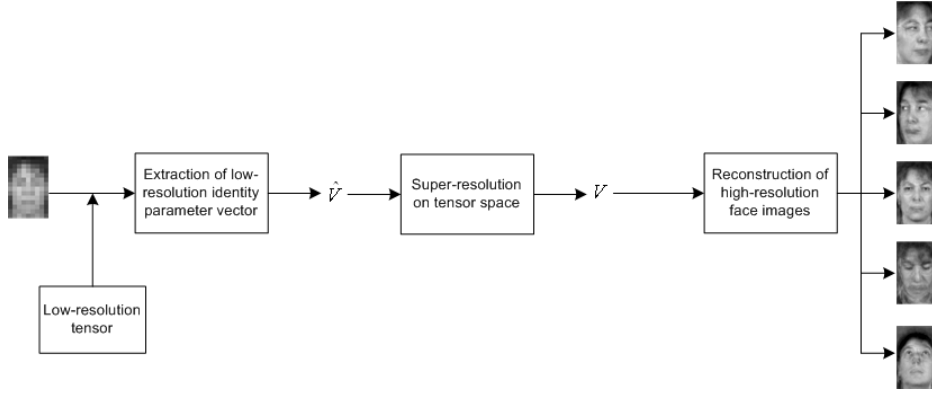 Extraction of low-
resolution identity
parameter vector
V̂
Super-resolution
on tensor space
V
Reconstruction of
high-resolution
face images
Low-resolution
tensor